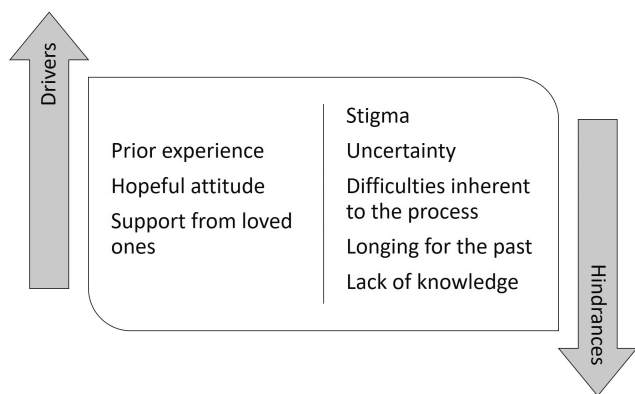 Drivers
Prior experience
Hopeful attitude
Support from loved
ones
Stigma
Uncertainty
Difficulties inherent
to the process
Longing for the past
Lack of knowledge
Hindrances